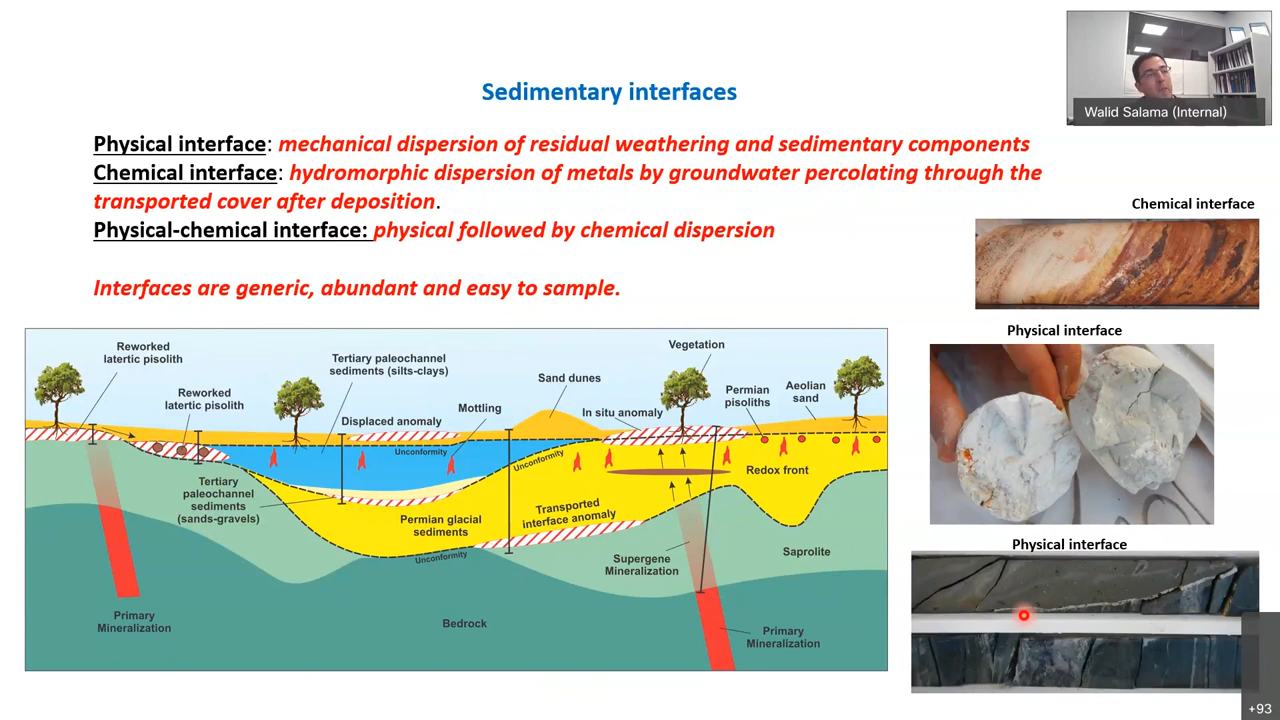 Sedimentary interfaces
Walid Salama (Internal)
Physical interface: mechanical dispersion of residual weathering and sedimentary components
Chemical interface: hydromorphic dispersion of metals by groundwater percolating through the
transported cover after deposition.
Physical-chemical interface: physical followed by chemical dispersion
Interfaces are generic, abundant and easy to sample.
Chemical interface
Physical interface
Physical interface
Reworked
latertic pisolith
Reworked
latertic pisolith
Tertiary paleochannel
sediments (silts-clays)
Displaced anomaly
Mottling
Sand dunes
In situ anomaly
Vegetation
Permian
pisoliths
Aeolian
sand
Unconformity
Unconformity
Redox front
Tertiary
paleochannel
sediments
(sands-gravels)
Permian glacial
sediments
Transported
interface anomaly
Unconformity
Supergene
Mineralization
Saprolite
Primary
Mineralization
Bedrock
Primary
Mineralization
+93